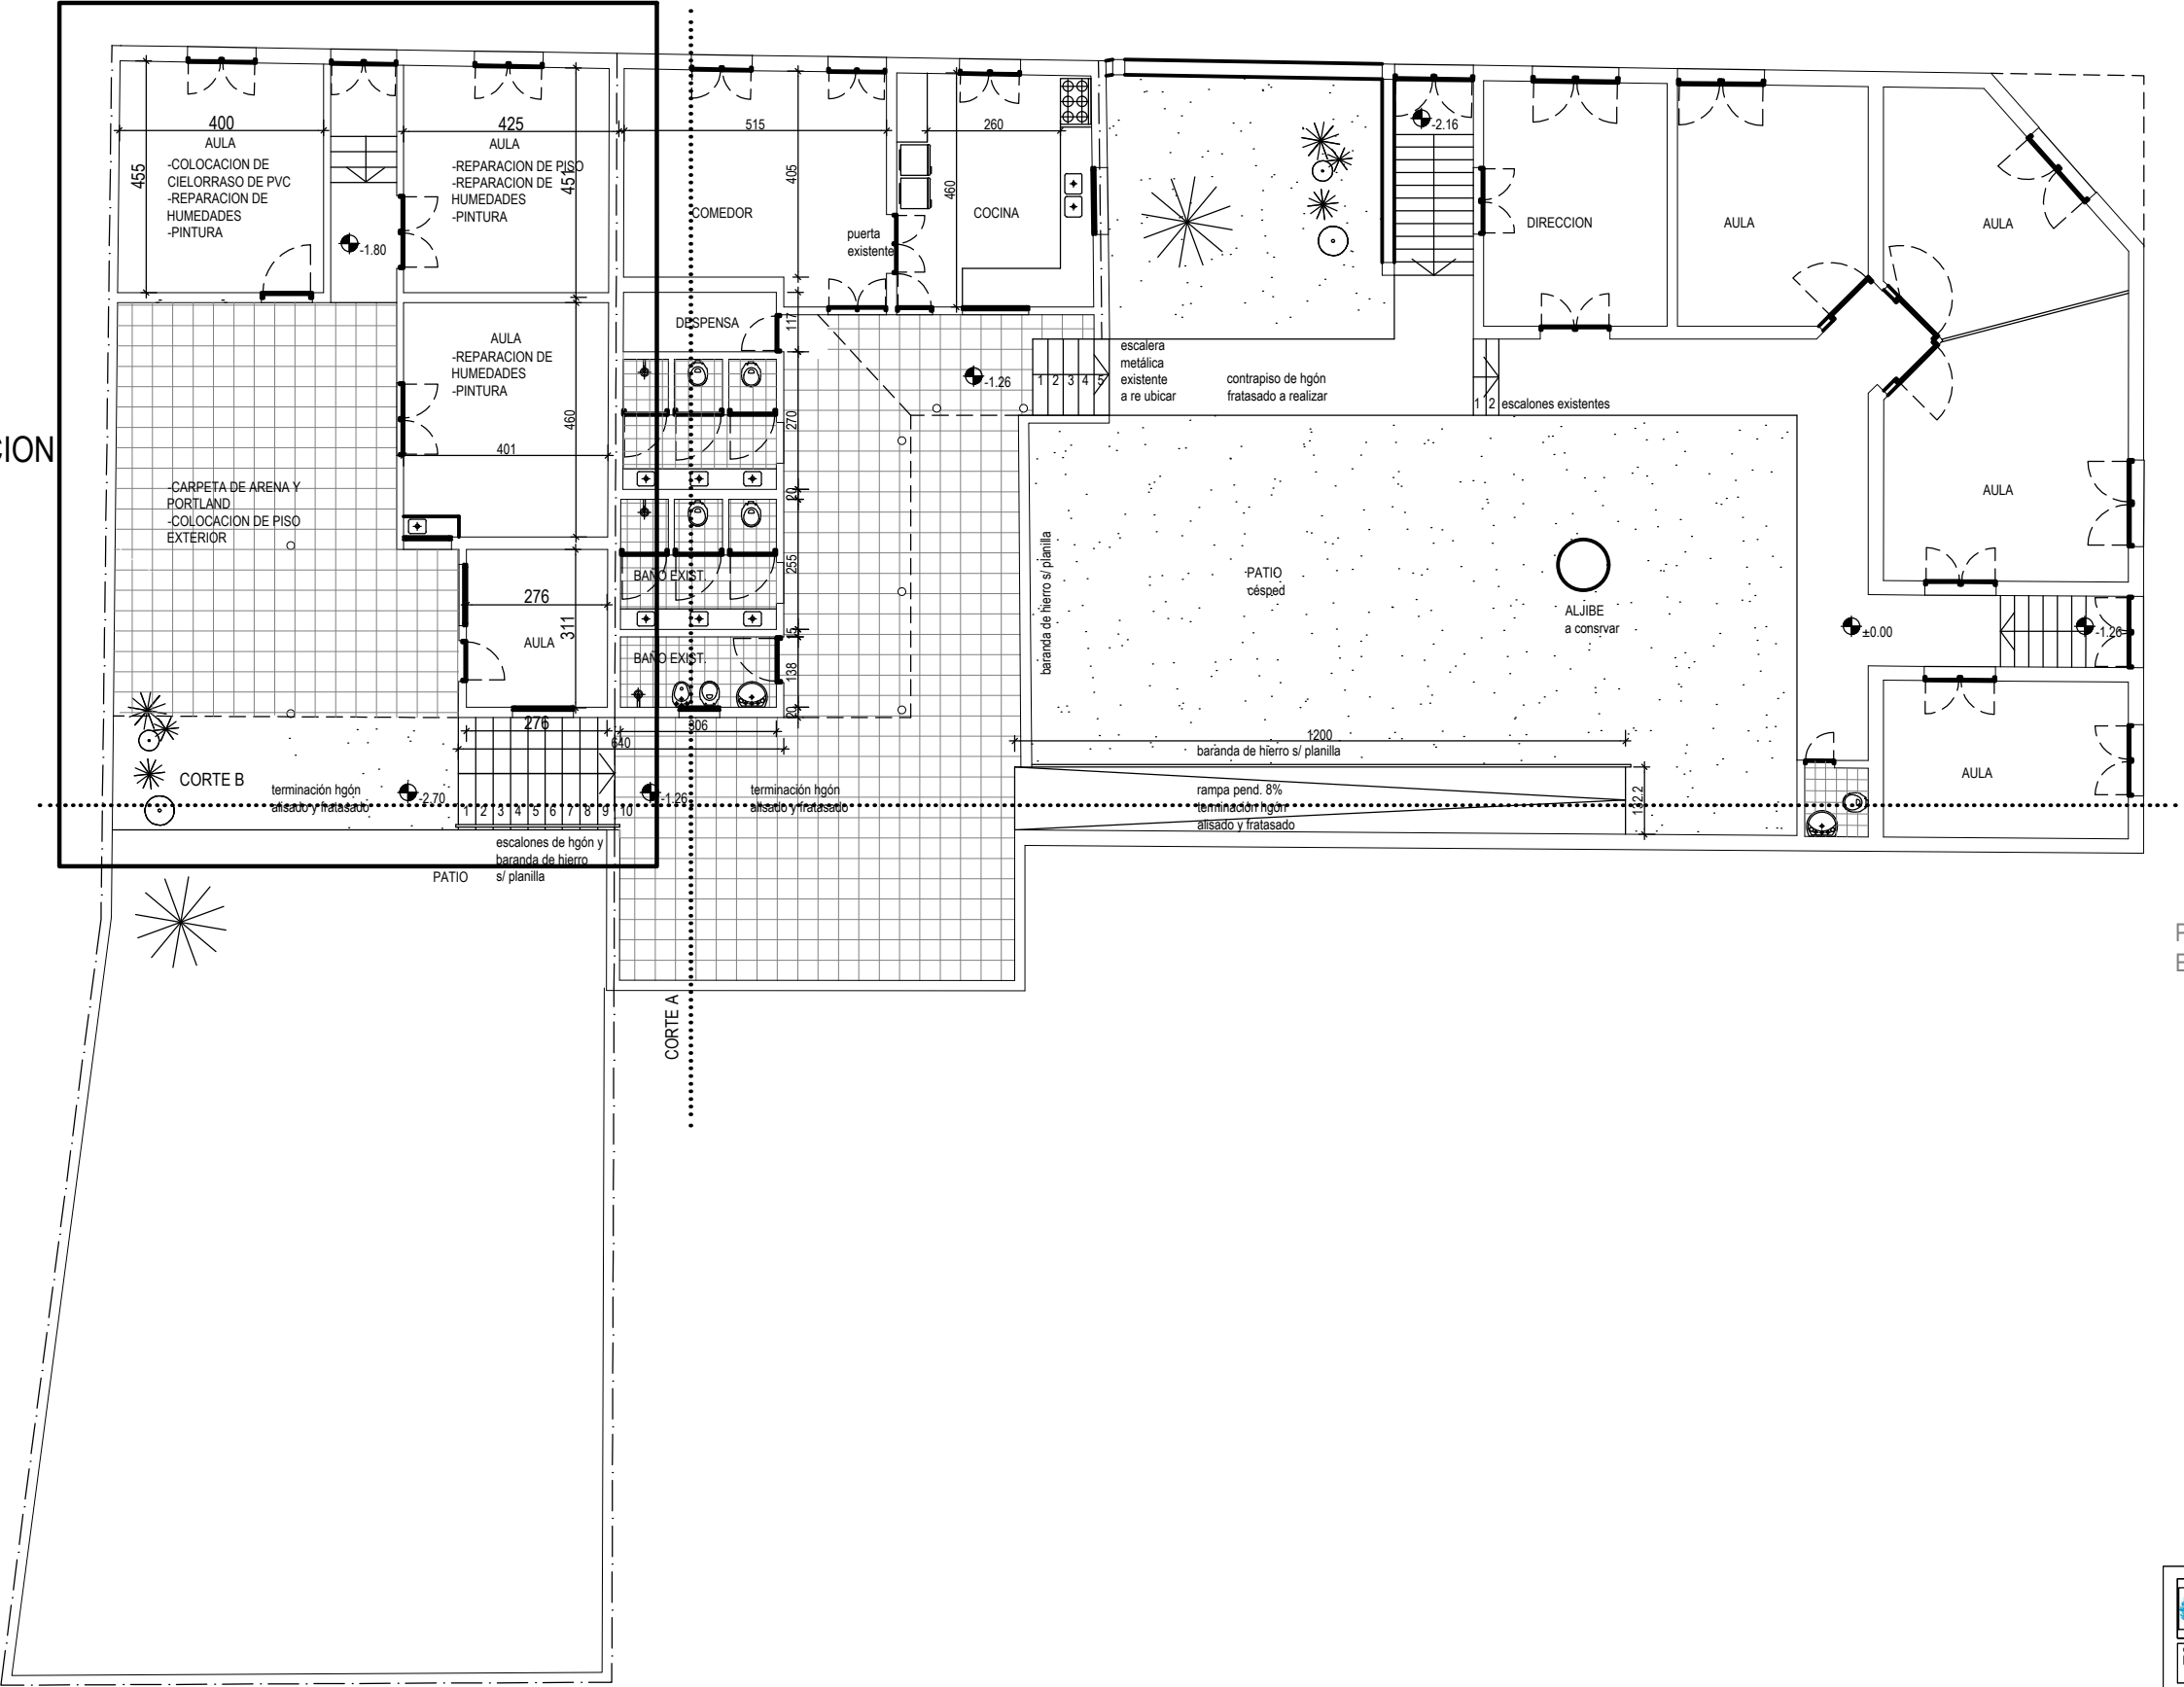 400
AULA
-COLOCACION DE
CIELORRASO DE PVC
-REPARACION DE
HUMEDADES
-PINTURA
455
-1.80
425
AULA
-REPARACION DE PISO
-REPARACION DE
HUMEDADES
-PINTURA
451
515
405
COMEDOR
puerta
existente
260
460
COCINA
-2.16
DIRECCION
AULA
AULA
AULA
-REPARACION DE
HUMEDADES
-PINTURA
460
401
DESPENSA
117
270
20
255
15
138
20
-1.26
1 2 3 4 5
escalera
metálica
existente
a re ubicar
contrapiso de hgón
fratasado a realizar
1 2 escalones existentes
CION
-CARPETA DE ARENA Y
PORTLAND
-COLOCACION DE PISO
EXTERIOR
BAÑO EXIST.
BAÑO EXIST.
276
311
AULA
276
306
640
baranda de hierro s/ planilla
PATIO
césped
ALJIBE
a consrvar
AULA
±0.00
-1.26
AULA
CORTE B
terminación hgón
alisado y fratasado
-2.70
1 2 3 4 5 6 7 8 9 10
-1.26
terminación hgón
alisado y fratasado
1200
baranda de hierro s/ planilla
rampa pend. 8%
terminación hgón
alisado y fratasado
132.2
escalones de hgón y
baranda de hierro
s/ planilla
PATIO
CORTE A